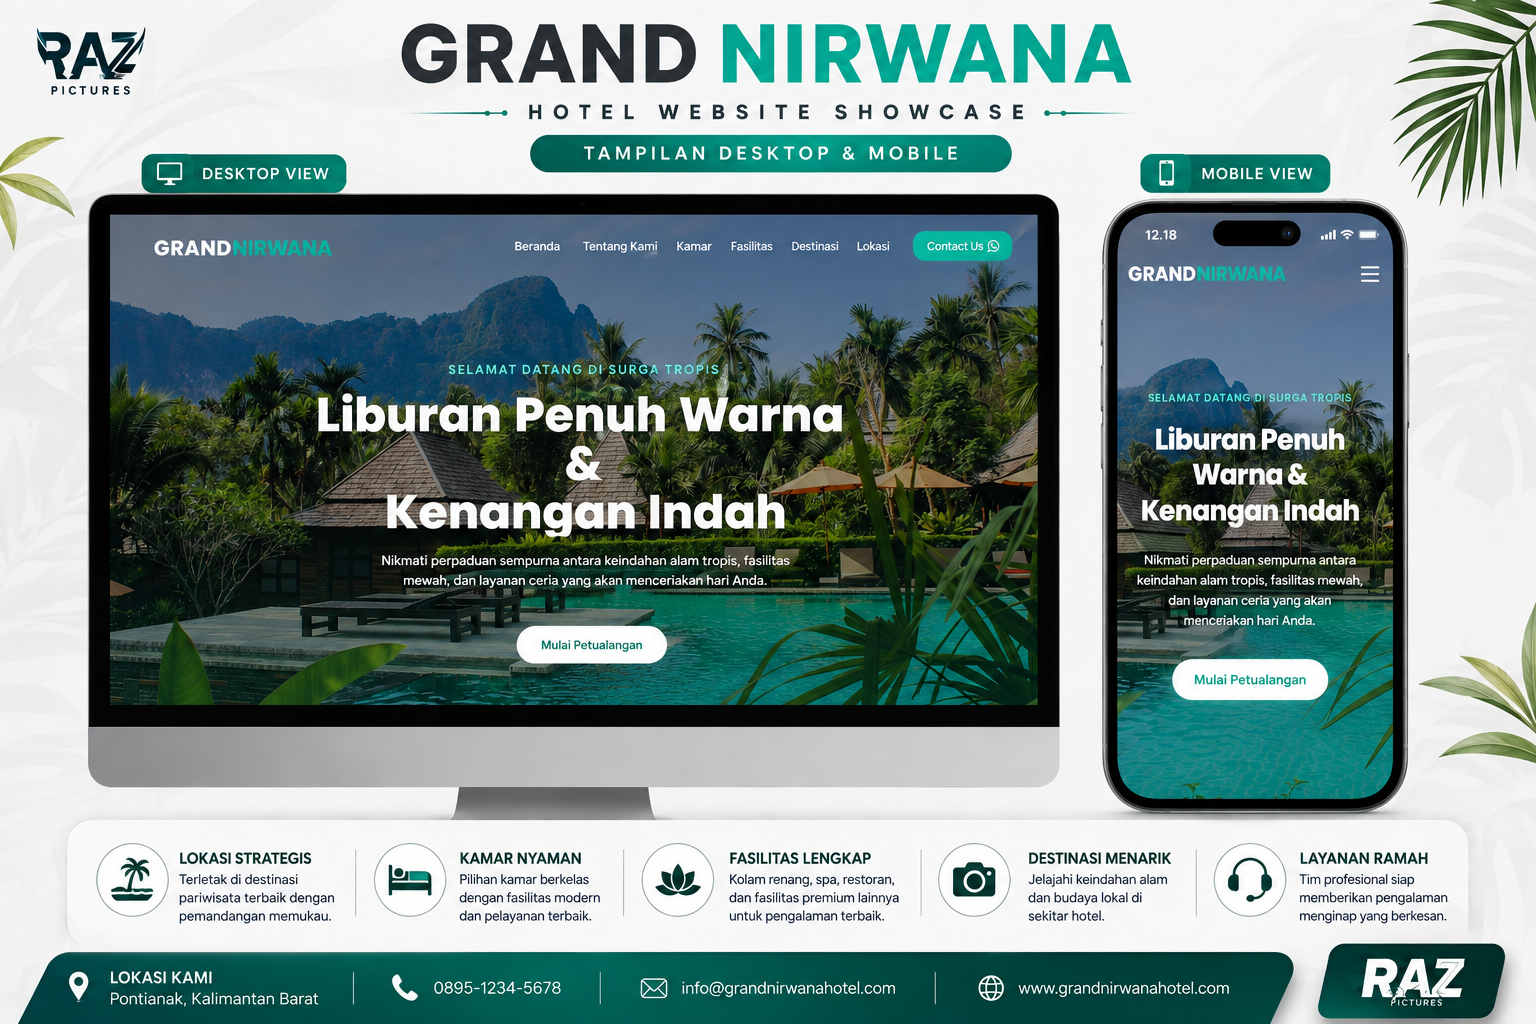 RAZ
PICTURES
GRAND NIRWANA
HOTEL WEBSITE SHOWCASE
TAMPILAN DESKTOP & MOBILE
DESKTOP VIEW
MOBILE VIEW
GRANDNIRWANA
Beranda Tentang Kami Kamar Fasilitas Destinasi Lokasi Contact Us
SELAMAT DATANG DI SURGA TROPIS
Liburan Penuh Warna
&
Kenangan Indah
Nikmati perpaduan sempurna antara keindahan alam tropis, fasilitas
mewah, dan layanan ceria yang akan menceriakan hari Anda.
Mulai Petualangan
12.18
GRANDNIRWANA
SELAMAT DATANG DI SURGA TROPIS
Liburan Penuh
Warna &
Kenangan Indah
Nikmati perpaduan sempurna antara
keindahan alam tropis, fasilitas mewah,
dan layanan ceria yang akan
menceriakan hari Anda.
Mulai Petualangan
LOKASI STRATEGIS
Terletak di destinasi
pariwisata terbaik dengan
pemandangan memukau.
KAMAR NYAMAN
Pilihan kamar berkelas
dengan fasilitas modern
dan pelayanan terbaik.
FASILITAS LENGKAP
Kolam renang, spa, restoran,
dan fasilitas premium lainnya
untuk pengalaman terbaik.
DESTINASI MENARIK
Jelajahi keindahan alam
dan budaya lokal di
sekitar hotel.
LAYANAN RAMAH
Tim profesional siap
memberikan pengalaman
menginap yang berkesan.
LOKASI KAMI
Pontianak, Kalimantan Barat
0895-1234-5678
info@grandnirwanahotel.com
www.grandnirwanahotel.com
RAZ
PICTURES